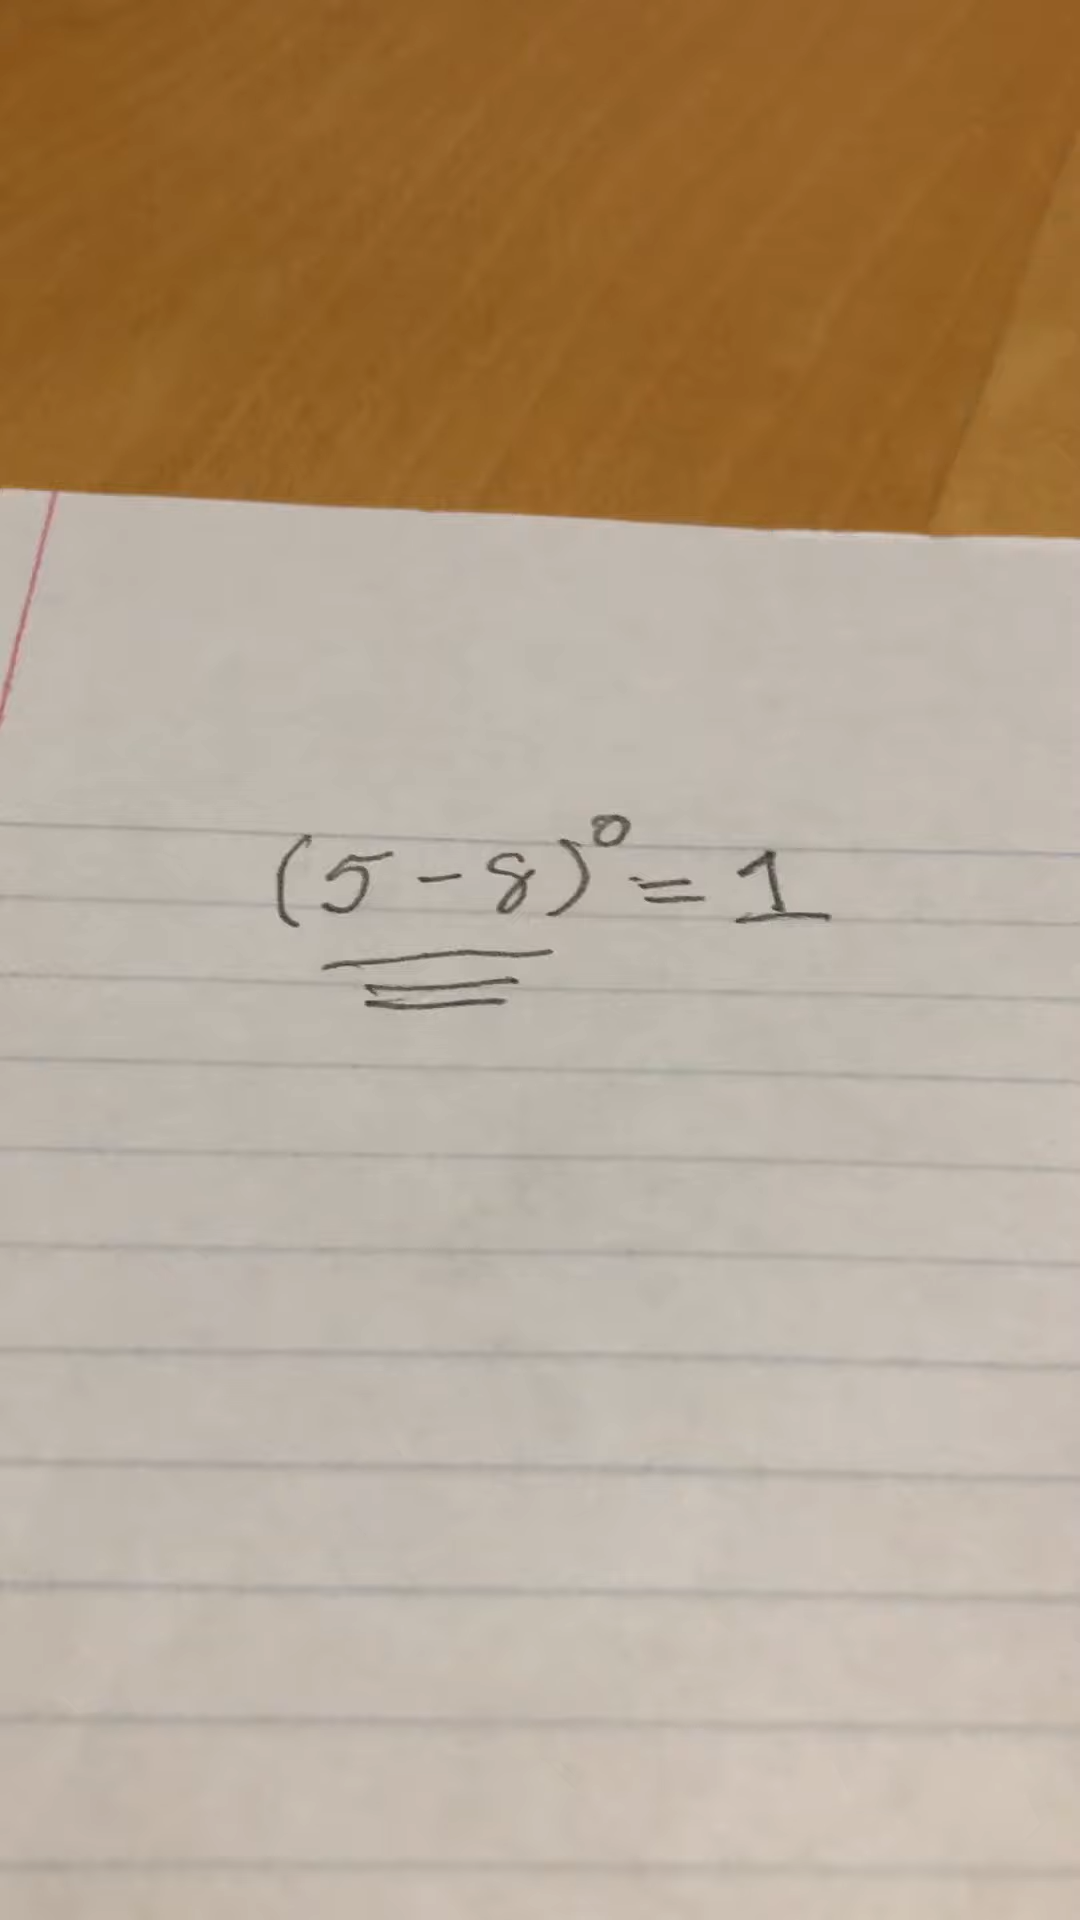 (5-8)⁰ = 1